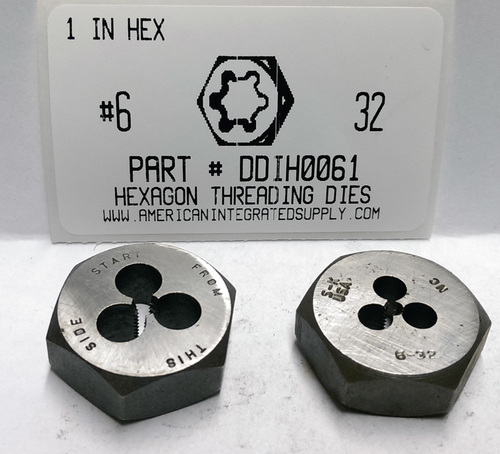 1 IN HEX
#6 32
PART # DDIH0061
HEXAGON THREADING DIES
WWW.AMERICANINTEGRATEDSUPPLY.COM
START FROM
THIS SIDE
USA
NC
6-32